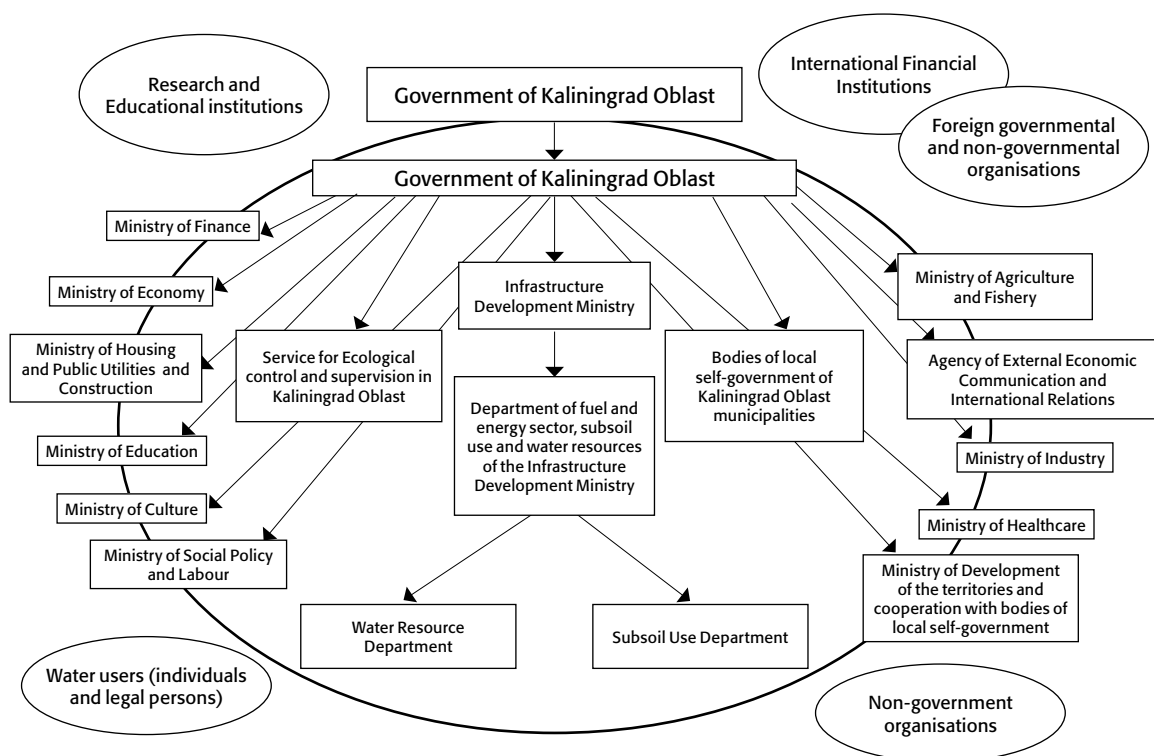 Research and
Educational institutions
Government of Kaliningrad Oblast
International Financial
Institutions
Foreign governmental
and non-governmental
organisations
Government of Kaliningrad Oblast
Ministry of Finance
Ministry of Economy
Ministry of Housing
and Public Utilities and
Construction
Ministry of Education
Ministry of Culture
Ministry of Social Policy
and Labour
Service for Ecological
control and supervision in
Kaliningrad Oblast
Infrastructure
Development Ministry
Department of fuel and
energy sector, subsoil
use and water resources
of the Infrastructure
Development Ministry
Bodies of local
self-government of
Kaliningrad Oblast
municipalities
Ministry of Agriculture
and Fishery
Agency of External Economic
Communication and
International Relations
Ministry of Industry
Ministry of Healthcare
Ministry of Development
of the territories and
cooperation with bodies of
local self-government
Water Resource
Department
Subsoil Use Department
Water users (individuals
and legal persons)
Non-government
organisations